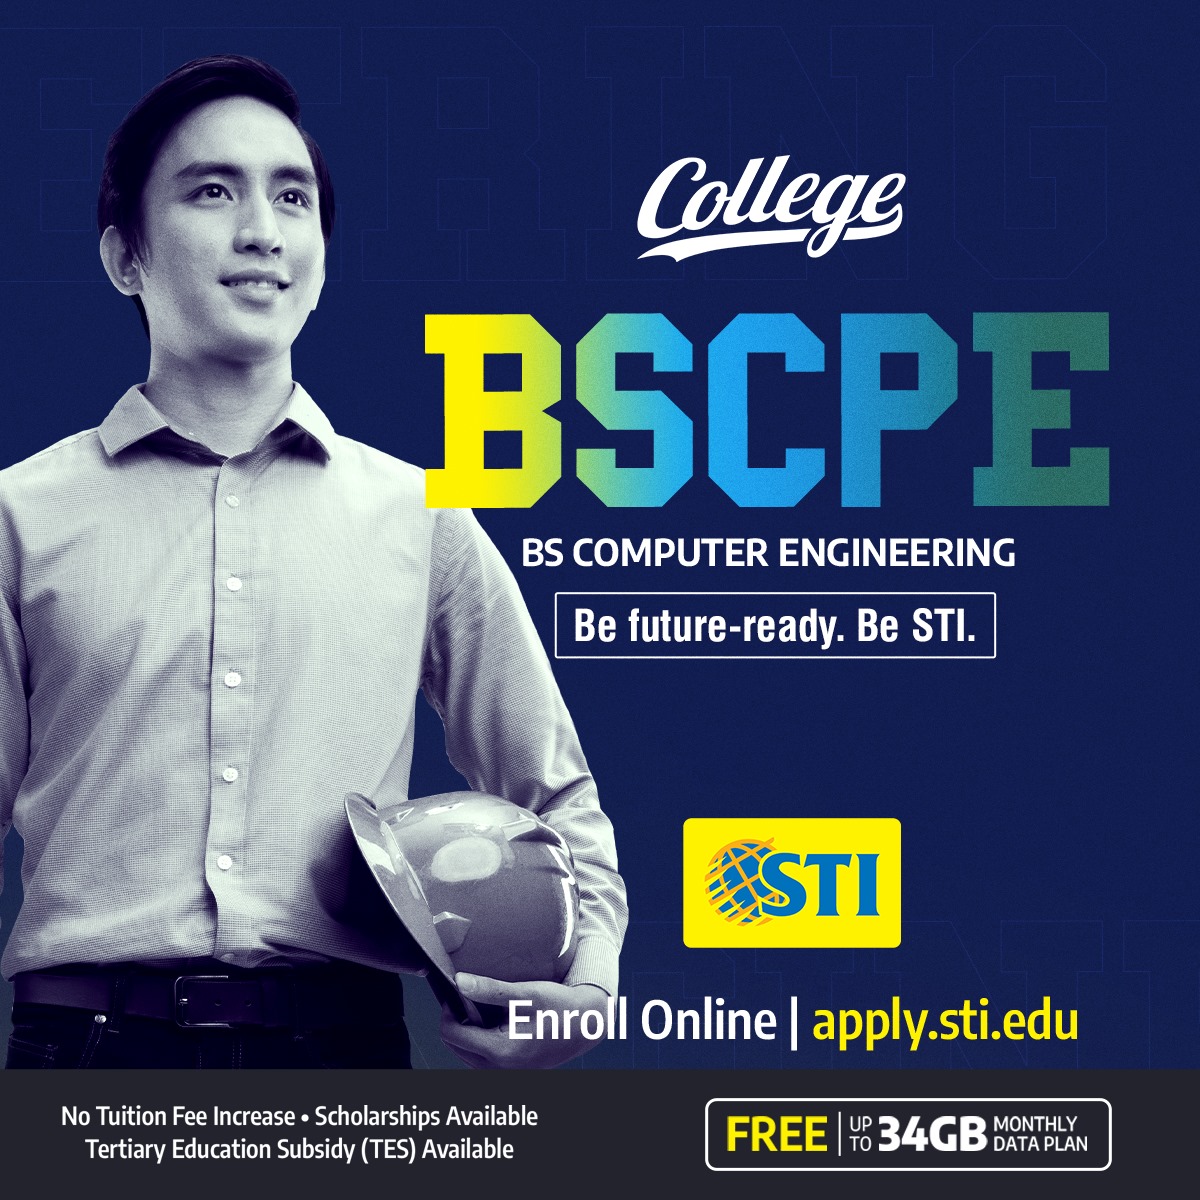 College
BSCPE
BS COMPUTER ENGINEERING
Be future-ready. Be STI.
STI
Enroll Online | apply.sti.edu
No Tuition Fee Increase • Scholarships Available
Tertiary Education Subsidy (TES) Available
FREE | UP TO 34GB MONTHLY DATA PLAN